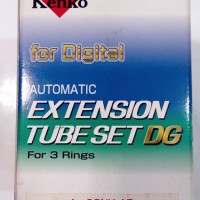 Kenko
for Digital
AUTOMATIC
EXTENSION
TUBE SET DG
For 3 Rings